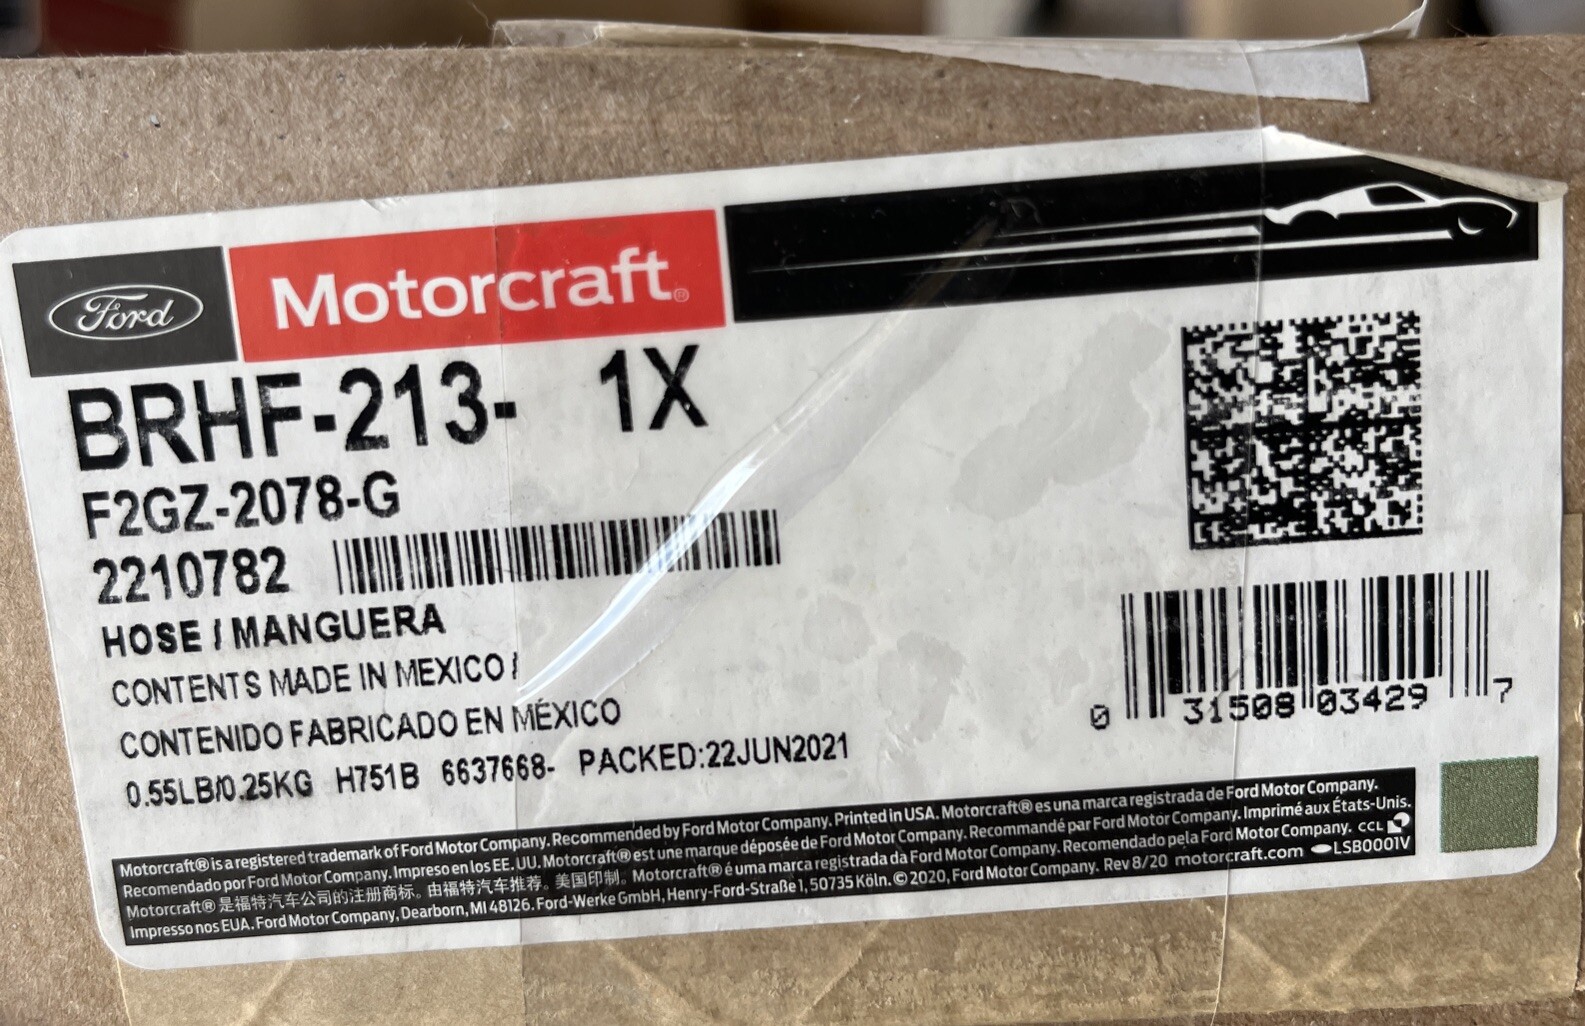 Ford Motorcraft®
BRHF-213- 1X
F2GZ-2078-G
2210782
HOSE / MANGUERA
CONTENTS MADE IN MEXICO /
CONTENIDO FABRICADO EN MÉXICO
0.55LB/0.25KG H751B 6637668- PACKED:22JUN2021
0 31508 03429 7
Motorcraft® is a registered trademark of Ford Motor Company. Recommended by Ford Motor Company. Printed in USA. Motorcraft® es una marca registrada de Ford Motor Company.
Recomendado por Ford Motor Company. Impreso en los EE. UU. Motorcraft® est une marque déposée de Ford Motor Company. Recommandé par Ford Motor Company. Imprimé aux États-Unis.
Motorcraft® 是福特汽车公司的注册商标。由福特汽车推荐。美国印制。Motorcraft® é uma marca registrada da Ford Motor Company. Recomendado pela Ford Motor Company. CCL
Impresso nos EUA. Ford Motor Company, Dearborn, MI 48126. Ford-Werke GmbH, Henry-Ford-Straße 1, 50735 Köln. © 2020, Ford Motor Company. Rev 8/20 motorcraft.com LSB0001V